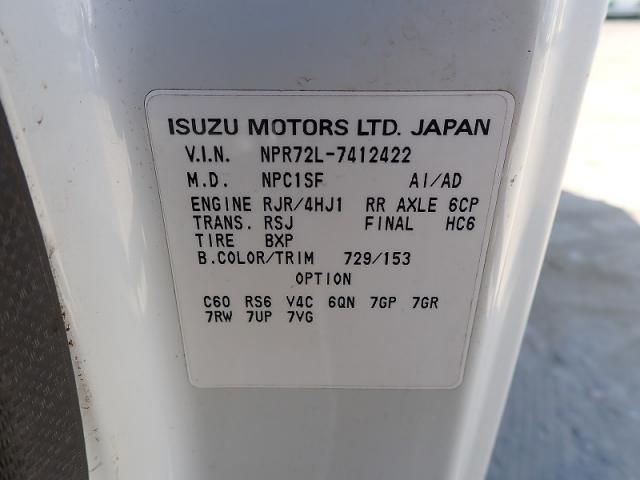 ISUZU MOTORS LTD. JAPAN
V.I.N. NPR72L-7412422
M.D. NPC1SF AI/AD
ENGINE RJR/4HJ1 RR AXLE 6CP
TRANS. RSJ FINAL HC6
TIRE BXP
B.COLOR/TRIM 729/153
OPTION
C60 RS6 V4C 6QN 7GP 7GR
7RW 7UP 7VG